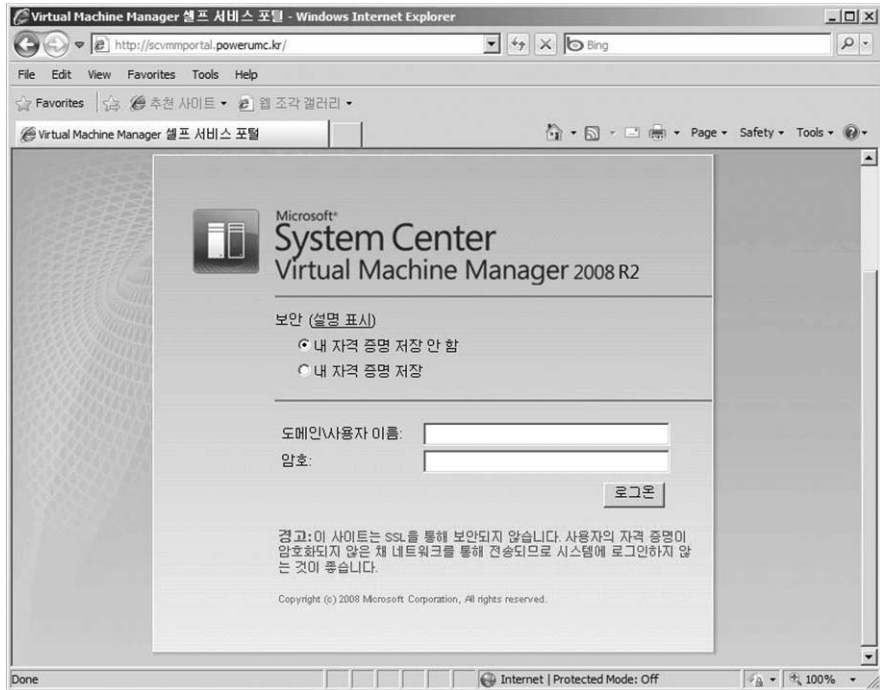 Virtual Machine Manager 셀프 서비스 포털 - Windows Internet Explorer
http://scvmmportal.powerumc.kr/
Bing
File Edit View Favorites Tools Help
Favorites 추천 사이트 웹 조각 갤러리
Virtual Machine Manager 셀프 서비스 포털
Page Safety Tools
Microsoft®
System Center
Virtual Machine Manager 2008 R2
보안 (설명 표시)
내 자격 증명 저장 안 함
내 자격 증명 저장
도메인\사용자 이름:
암호:
로그온
경고:이 사이트는 SSL을 통해 보안되지 않습니다. 사용자의 자격 증명이
암호화되지 않은 채 네트워크를 통해 전송되므로 시스템에 로그인하지 않
는 것이 좋습니다.
Copyright (c) 2008 Microsoft Corporation, All rights reserved.
Done
Internet | Protected Mode: Off
100%